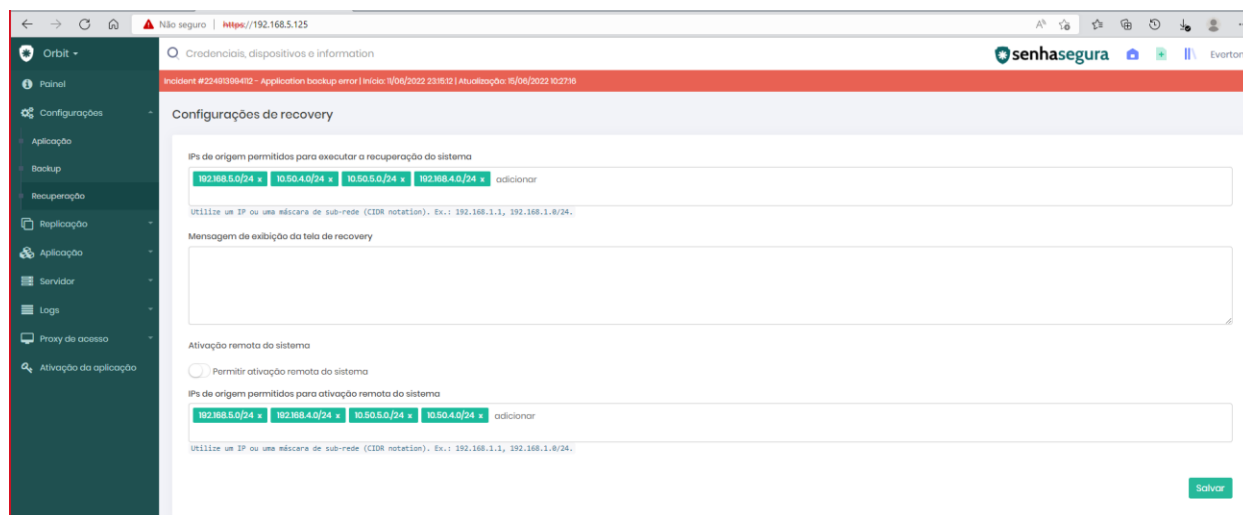 Não seguro | https://192.168.5.125
Orbit
Credenciais, dispositivos e information
senhasegura
Everton
Incident #224913994112 - Application backup error | Início: 11/06/2022 23:15:12 | Atualização: 15/06/2022 10:27:16
Painel
Configurações
Aplicação
Backup
Recuperação
Replicação
Aplicação
Servidor
Logs
Proxy de acesso
Ativação da aplicação
Configurações de recovery
IPs de origem permitidos para executar a recuperação do sistema
192.168.5.0/24 x 10.50.4.0/24 x 10.50.5.0/24 x 192.168.4.0/24 x adicionar
Utilize um IP ou uma máscara de sub-rede (CIDR notation). Ex.: 192.168.1.1, 192.168.1.0/24.
Mensagem de exibição da tela de recovery
Ativação remota do sistema
Permitir ativação remota do sistema
IPs de origem permitidos para ativação remota do sistema
192.168.5.0/24 x 192.168.4.0/24 x 10.50.5.0/24 x 10.50.4.0/24 x adicionar
Utilize um IP ou uma máscara de sub-rede (CIDR notation). Ex.: 192.168.1.1, 192.168.1.0/24.
Salvar